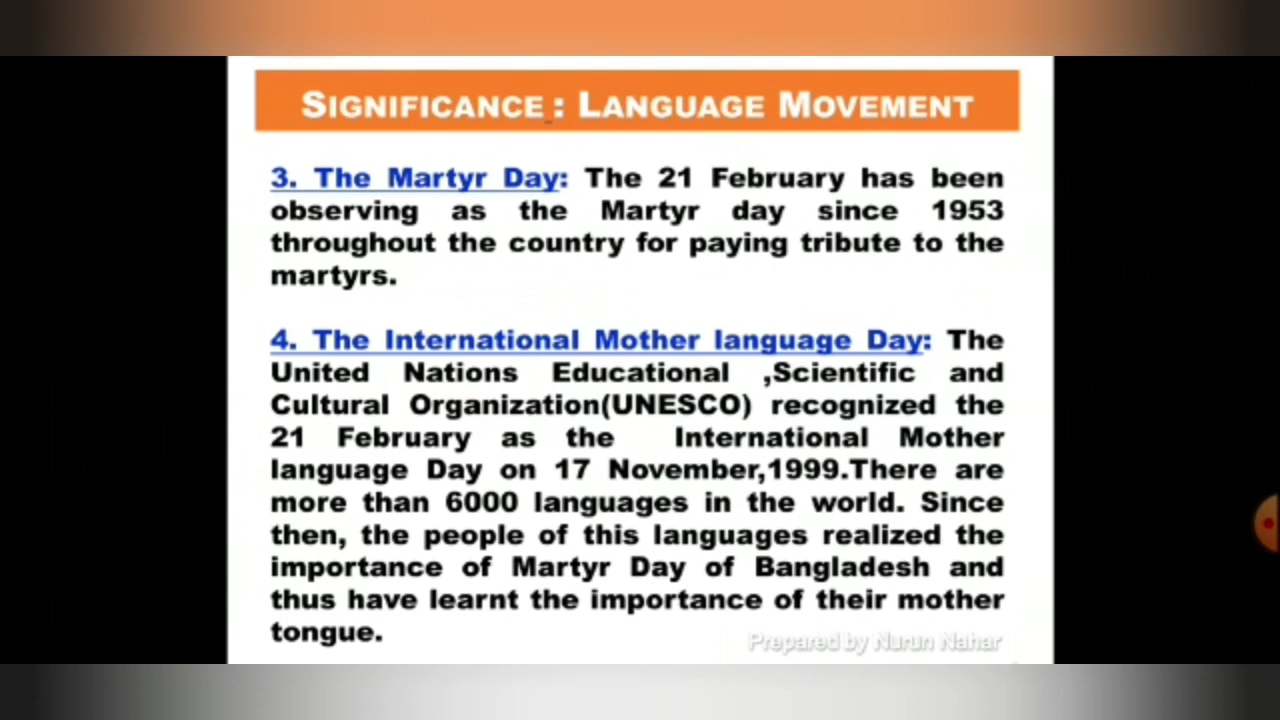 SIGNIFICANCE : LANGUAGE MOVEMENT
3. The Martyr Day: The 21 February has been
observing as the Martyr day since 1953
throughout the country for paying tribute to the
martyrs.
4. The International Mother language Day: The
United Nations Educational ,Scientific and
Cultural Organization(UNESCO) recognized the
21 February as the International Mother
language Day on 17 November,1999.There are
more than 6000 languages in the world. Since
then, the people of this languages realized the
importance of Martyr Day of Bangladesh and
thus have learnt the importance of their mother
tongue.
Prepared by Nurun Nahar